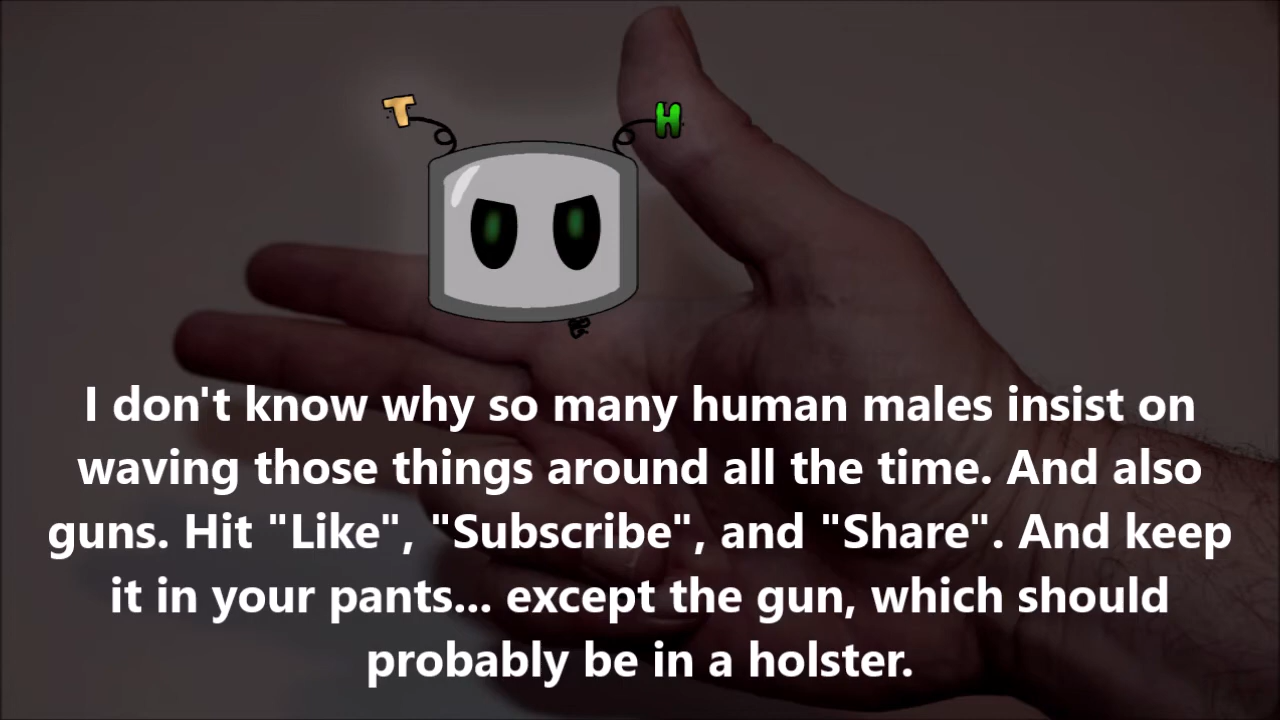 T H
I don't know why so many human males insist on
waving those things around all the time. And also
guns. Hit "Like", "Subscribe", and "Share". And keep
it in your pants... except the gun, which should
probably be in a holster.